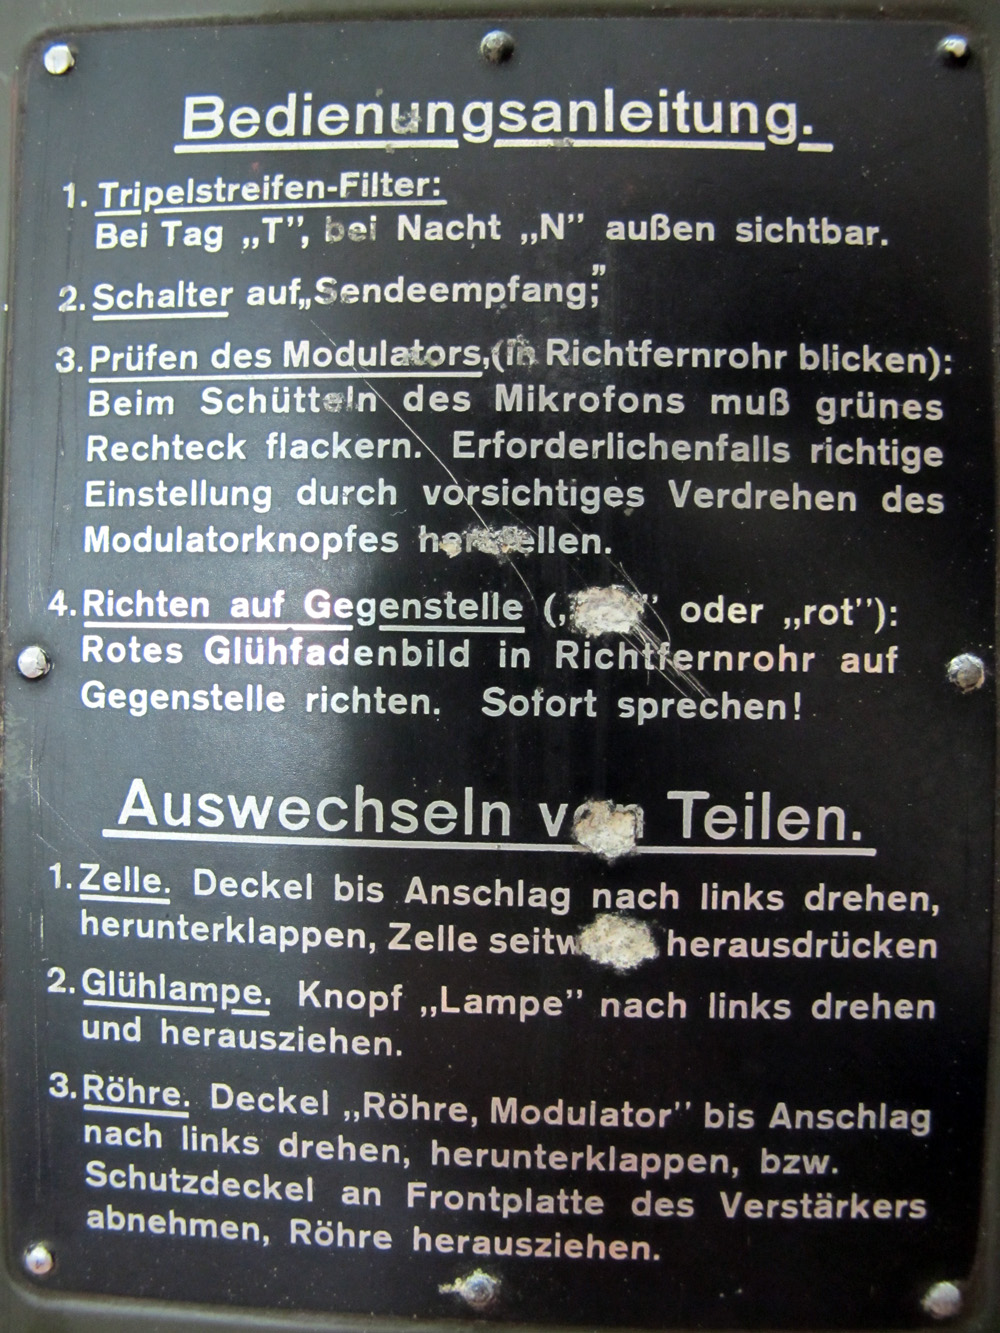 Bedienungsanleitung.
1. Tripelstreifen-Filter:
Bei Tag „T”, bei Nacht „N” außen sichtbar.
2. Schalter auf „Sendeempfang;”
3. Prüfen des Modulators, (in Richtfernrohr blicken):
Beim Schütteln des Mikrofons muß grünes
Rechteck flackern. Erforderlichenfalls richtige
Einstellung durch vorsichtiges Verdrehen des
Modulatorknopfes herstellen.
4. Richten auf Gegenstelle („ ” oder „rot”):
Rotes Glühfadenbild in Richtfernrohr auf
Gegenstelle richten. Sofort sprechen!
Auswechseln von Teilen.
1. Zelle. Deckel bis Anschlag nach links drehen,
herunterklappen, Zelle herausdrücken
2. Glühlampe. Knopf „Lampe” nach links drehen
und herausziehen.
3. Röhre. Deckel „Röhre, Modulator” bis Anschlag
nach links drehen, herunterklappen, bzw.
Schutzdeckel an Frontplatte des Verstärkers
abnehmen, Röhre herausziehen.